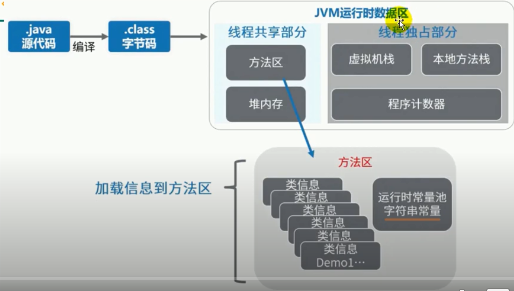 JVM运行时数据区
.java
源代码
编译
.class
字节码
线程共享部分
线程独占部分
方法区
虚拟机栈
本地方法栈
堆内存
程序计数器
方法区
加载信息到方法区
类信息
类信息
类信息
类信息
类信息
类信息
Demo1…
运行时常量池
字符串常量